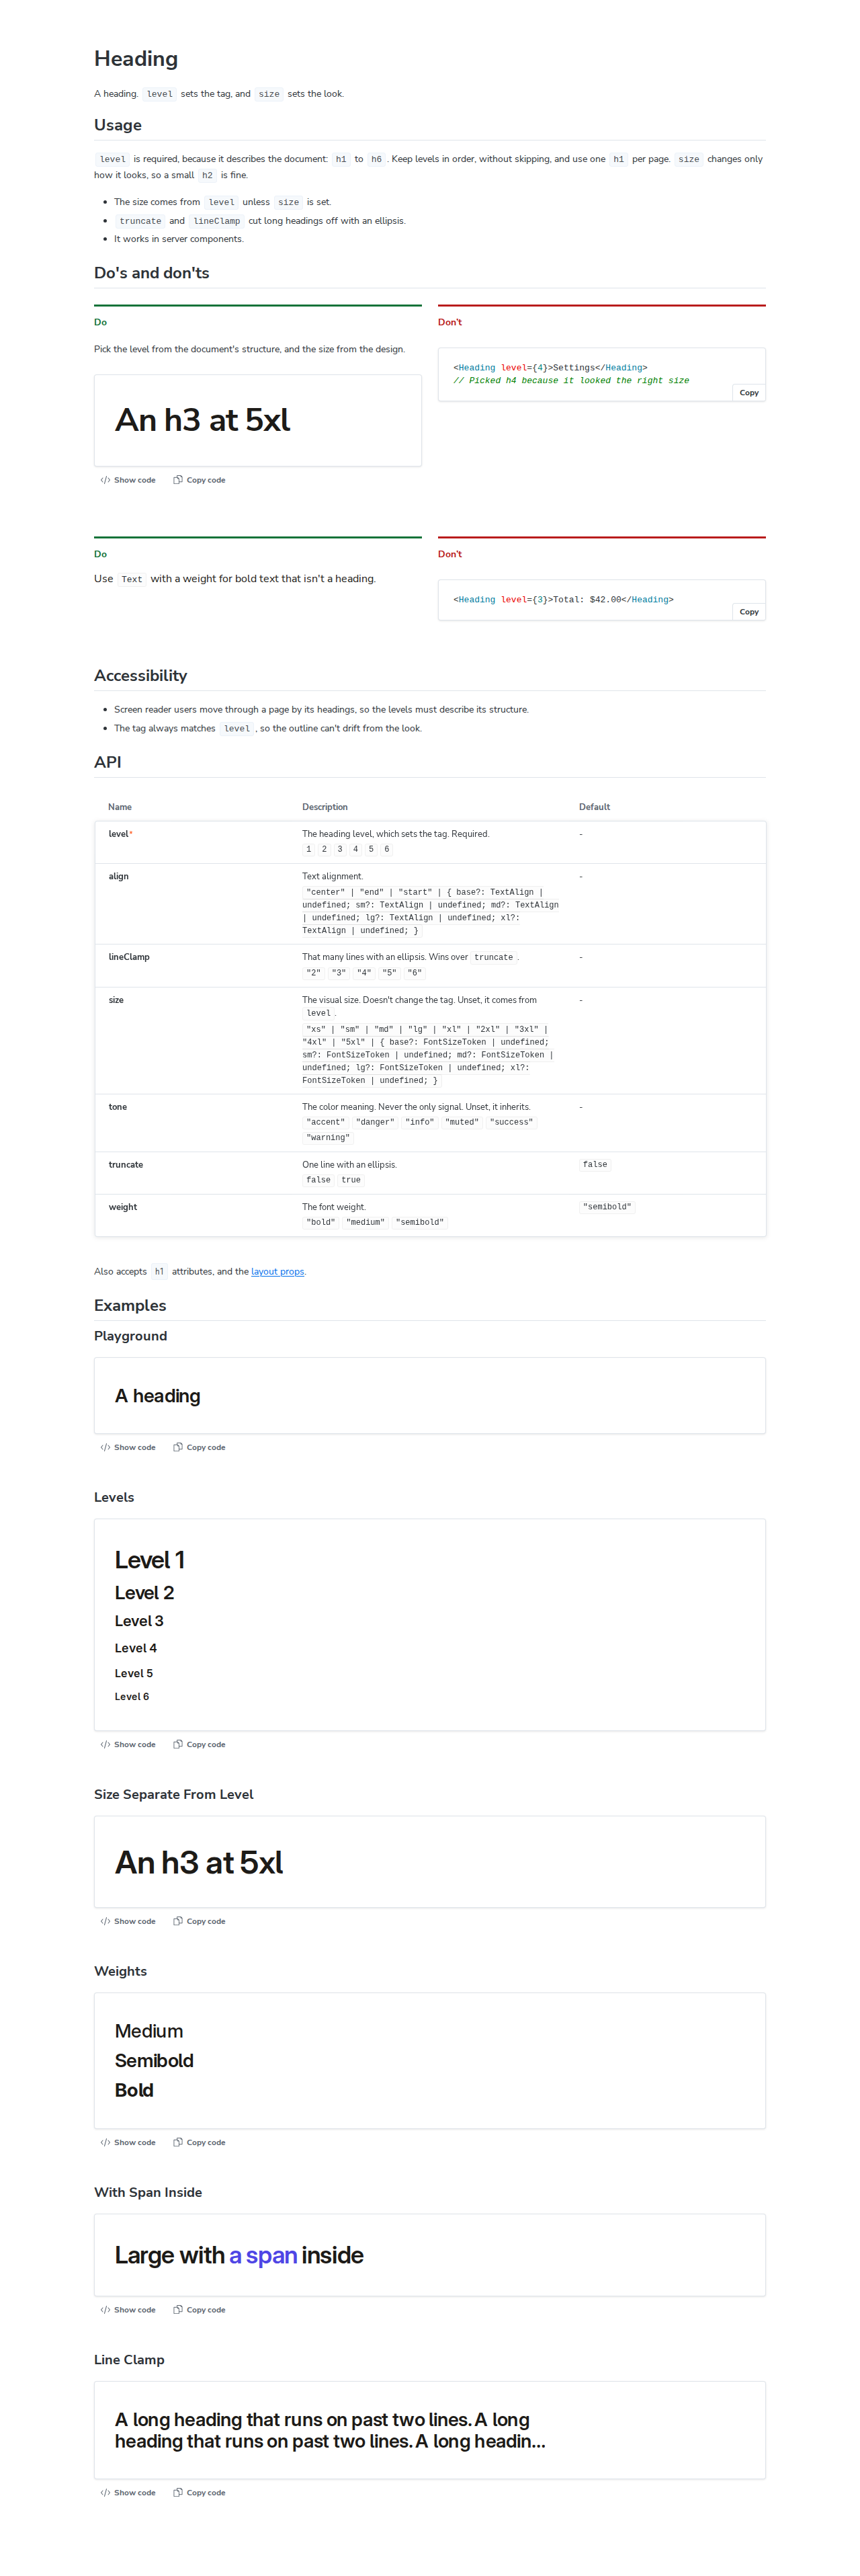 Heading
A heading. level sets the tag, and size sets the look.
Usage
level is required, because it describes the document: h1 to h6 . Keep levels in order, without skipping, and use one h1 per page. size changes only
how it looks, so a small h2 is fine.
The size comes from level unless size is set.
truncate and lineClamp cut long headings off with an ellipsis.
It works in server components.
Do's and don'ts
Do
Pick the level from the document's structure, and the size from the design.
An h3 at 5xl
Show code Copy code
Don't
<Heading level={4}>Settings</Heading>
// Picked h4 because it looked the right size
Copy
Do
Use Text with a weight for bold text that isn't a heading.
Don't
<Heading level={3}>Total: $42.00</Heading>
Copy
Accessibility
Screen reader users move through a page by its headings, so the levels must describe its structure.
The tag always matches level , so the outline can't drift from the look.
API
Name Description Default
level* The heading level, which sets the tag. Required. -
1 2 3 4 5 6
align Text alignment. -
"center" | "end" | "start" | { base?: TextAlign |
undefined; sm?: TextAlign | undefined; md?: TextAlign
| undefined; lg?: TextAlign | undefined; xl?:
TextAlign | undefined; }
lineClamp That many lines with an ellipsis. Wins over truncate . -
"2" "3" "4" "5" "6"
size The visual size. Doesn't change the tag. Unset, it comes from -
level .
"xs" | "sm" | "md" | "lg" | "xl" | "2xl" | "3xl" |
"4xl" | "5xl" | { base?: FontSizeToken | undefined;
sm?: FontSizeToken | undefined; md?: FontSizeToken |
undefined; lg?: FontSizeToken | undefined; xl?:
FontSizeToken | undefined; }
tone The color meaning. Never the only signal. Unset, it inherits. -
"accent" "danger" "info" "muted" "success"
"warning"
truncate One line with an ellipsis. false
false true
weight The font weight. "semibold"
"bold" "medium" "semibold"
Also accepts h1 attributes, and the layout props.
Examples
Playground
A heading
Show code Copy code
Levels
Level 1
Level 2
Level 3
Level 4
Level 5
Level 6
Show code Copy code
Size Separate From Level
An h3 at 5xl
Show code Copy code
Weights
Medium
Semibold
Bold
Show code Copy code
With Span Inside
Large with a span inside
Show code Copy code
Line Clamp
A long heading that runs on past two lines. A long
heading that runs on past two lines. A long headin...
Show code Copy code